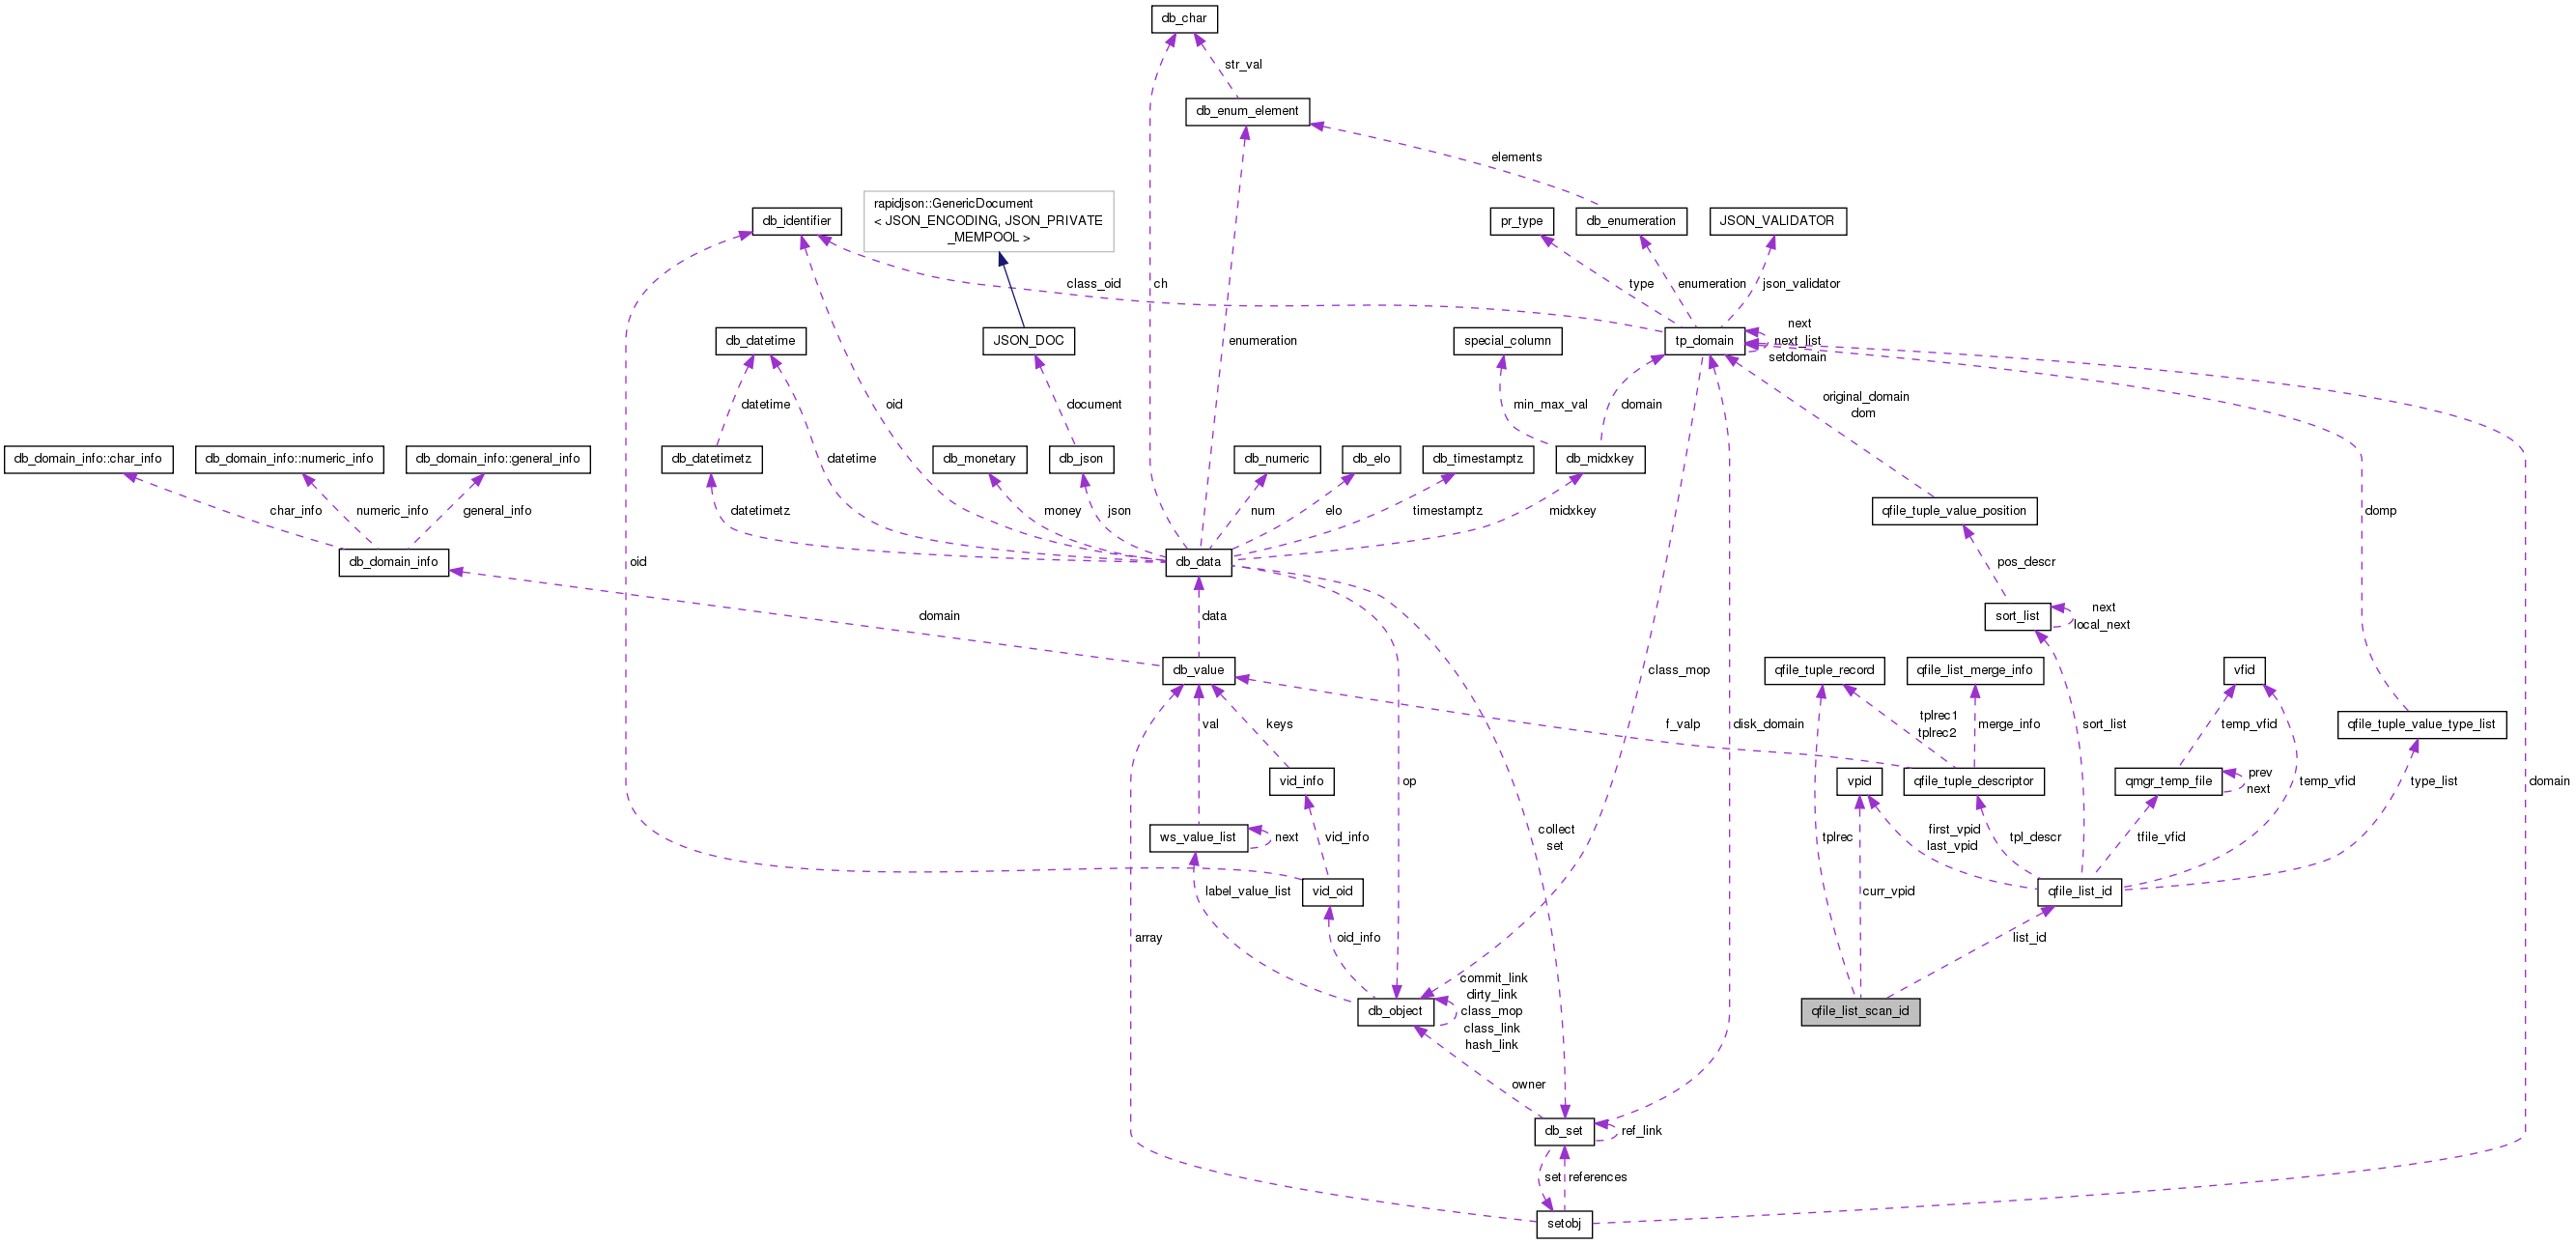 db_char
str_val
db_enum_element
elements
rapidjson::GenericDocument
< JSON_ENCODING, JSON_PRIVATE
_MEMPOOL >
db_identifier
pr_type
db_enumeration
JSON_VALIDATOR
class_oid
ch
type
enumeration
json_validator
next
next_list
setdomain
db_datetime
JSON_DOC
enumeration
special_column
tp_domain
datetime
oid
document
min_max_val
domain
original_domain
dom
db_domain_info::char_info
db_domain_info::numeric_info
db_domain_info::general_info
db_datetimetz
datetime
db_monetary
db_json
db_numeric
db_elo
db_timestamptz
db_midxkey
char_info
numeric_info
general_info
datetimetz
money
json
num
elo
timestamptz
midxkey
qfile_tuple_value_position
domp
db_domain_info
oid
db_data
pos_descr
domain
data
sort_list
next
local_next
db_value
class_mop
qfile_tuple_record
qfile_list_merge_info
vfid
val
keys
f_valp
disk_domain
tplrec1
tplrec2
merge_info
sort_list
temp_vfid
qfile_tuple_value_type_list
vid_info
op
vpid
qfile_tuple_descriptor
qmgr_temp_file
prev
next
temp_vfid
type_list
domain
ws_value_list
next
vid_info
collect
set
tplrec
first_vpid
last_vpid
tpl_descr
tfile_vfid
label_value_list
vid_oid
curr_vpid
qfile_list_id
array
oid_info
list_id
commit_link
dirty_link
class_mop
class_link
hash_link
db_object
qfile_list_scan_id
owner
db_set
ref_link
set
references
setobj